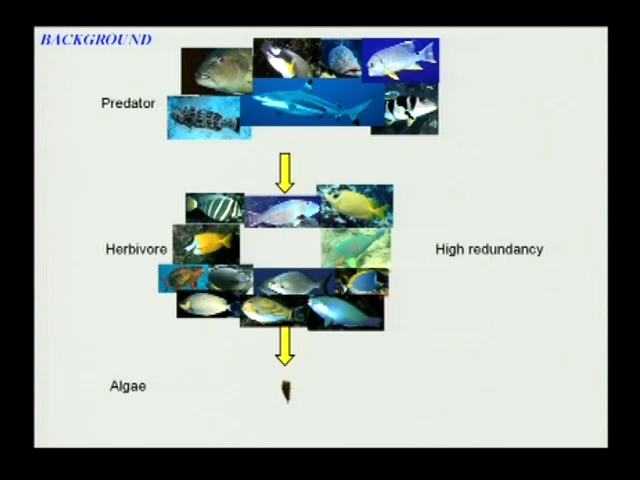 BACKGROUND
Predator
Herbivore
High redundancy
Algae